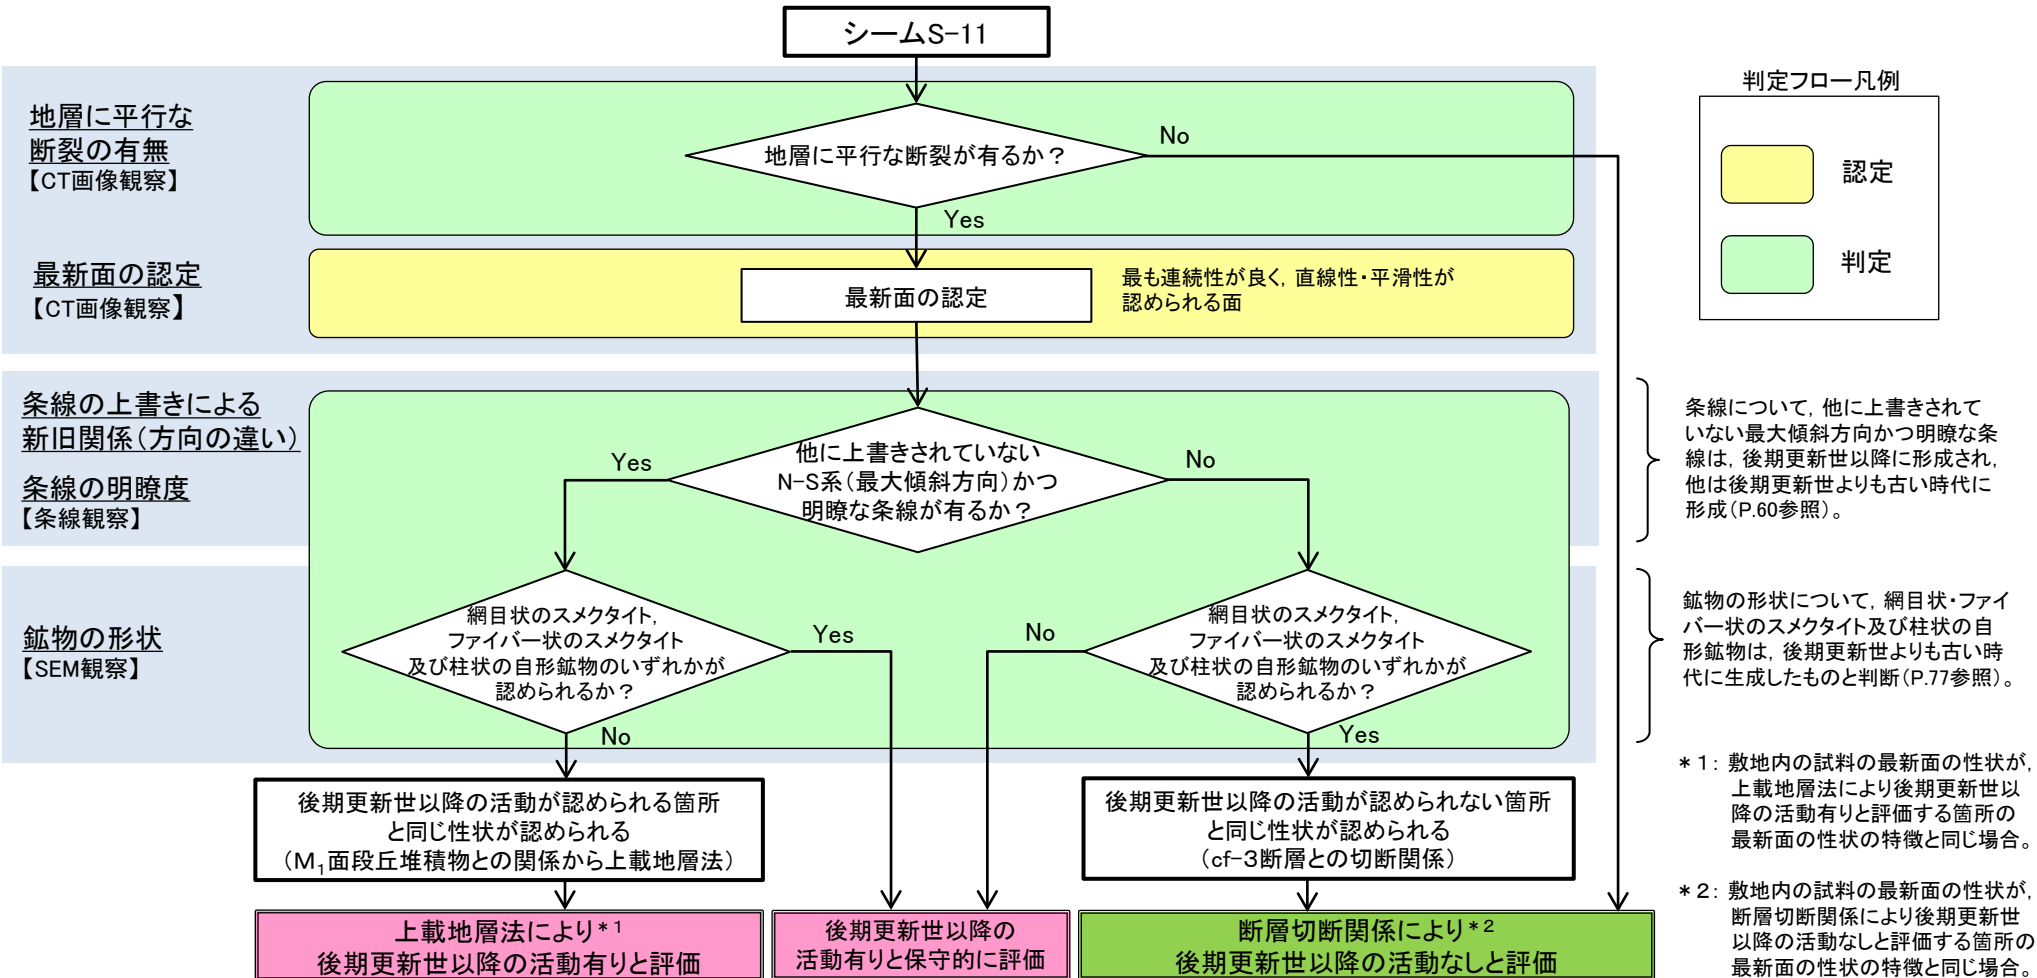 シームS-11
地層に平行な
断裂の有無
【CT画像観察】
地層に平行な断裂が有るか？
No
Yes
最新面の認定
【CT画像観察】
最新面の認定
最も連続性が良く，直線性・平滑性が
認められる面
条線の上書きによる
新旧関係（方向の違い）
条線の明瞭度
【条線観察】
他に上書きされていない
N-S系（最大傾斜方向）かつ
明瞭な条線が有るか？
Yes
No
鉱物の形状
【SEM観察】
網目状のスメクタイト，
ファイバー状のスメクタイト
及び柱状の自形鉱物のいずれかが
認められるか？
Yes
No
網目状のスメクタイト，
ファイバー状のスメクタイト
及び柱状の自形鉱物のいずれかが
認められるか？
No
Yes
後期更新世以降の活動が認められる箇所
と同じ性状が認められる
（M1面段丘堆積物との関係から上載地層法）
後期更新世以降の活動が認められない箇所
と同じ性状が認められる
（cf-3断層との切断関係）
上載地層法により*1
後期更新世以降の活動有りと評価
後期更新世以降の
活動有りと保守的に評価
断層切断関係により*2
後期更新世以降の活動なしと評価
判定フロー凡例
認定
判定
条線について，他に上書きされて
いない最大傾斜方向かつ明瞭な条
線は，後期更新世以降に形成され，
他は後期更新世よりも古い時代に
形成（P.60参照）。
鉱物の形状について，網目状・ファイ
バー状のスメクタイト及び柱状の自
形鉱物は，後期更新世よりも古い時
代に生成したものと判断（P.77参照）。
＊1：敷地内の試料の最新面の性状が，
上載地層法により後期更新世以
降の活動有りと評価する箇所の
最新面の性状の特徴と同じ場合。
＊2：敷地内の試料の最新面の性状が，
断層切断関係により後期更新世
以降の活動なしと評価する箇所の
最新面の性状の特徴と同じ場合。